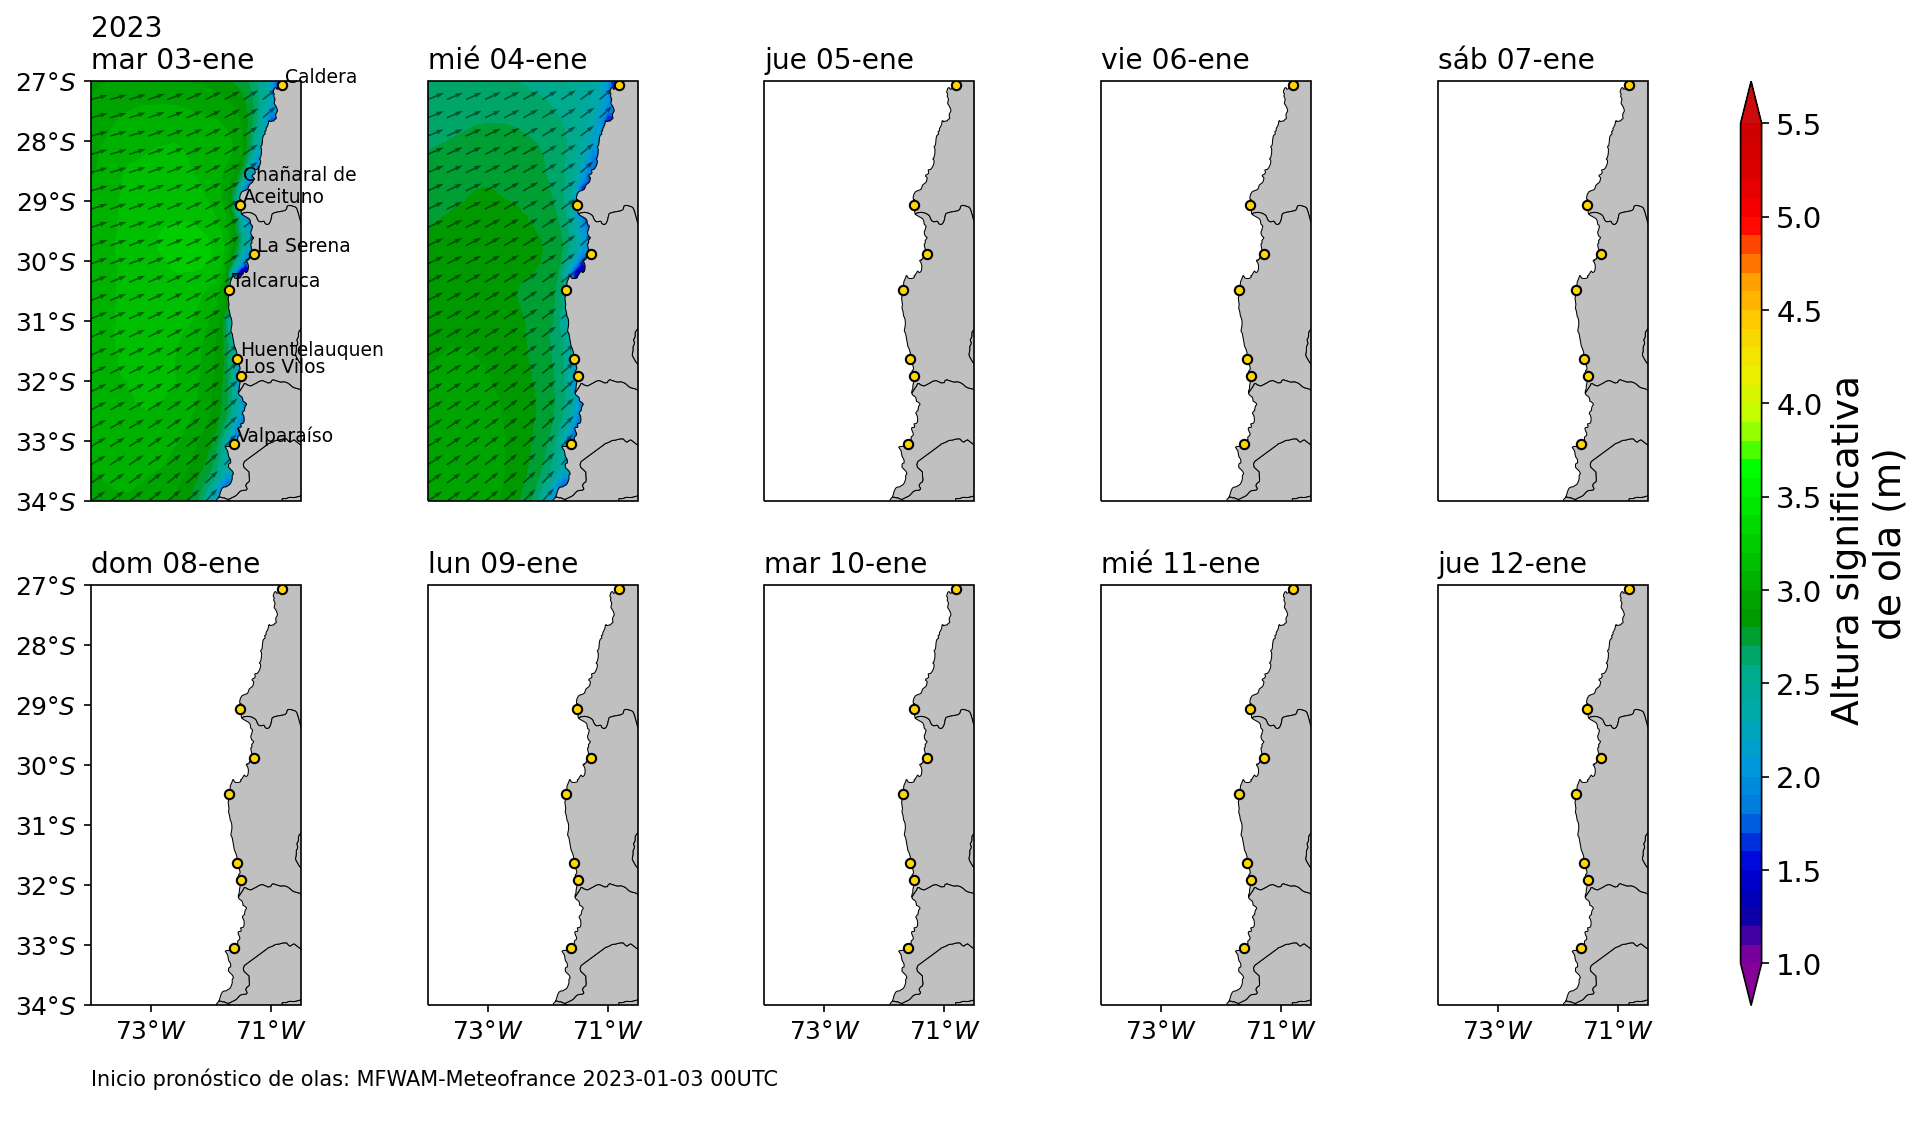 2023
mar 03-ene
mié 04-ene
jue 05-ene
vie 06-ene
sáb 07-ene
27°S
28°S
29°S
30°S
31°S
32°S
33°S
34°S
Caldera
Chañaral de
Aceituno
La Serena
Talcaruca
Huentelauquen
Los Vilos
Valparaíso
dom 08-ene
lun 09-ene
mar 10-ene
mié 11-ene
jue 12-ene
27°S
28°S
29°S
30°S
31°S
32°S
33°S
34°S
73°W 71°W
73°W 71°W
73°W 71°W
73°W 71°W
73°W 71°W
5.5
5.0
4.5
4.0
3.5
3.0
2.5
2.0
1.5
1.0
Altura significativa
de ola (m)
Inicio pronóstico de olas: MFWAM-Meteofrance 2023-01-03 00UTC